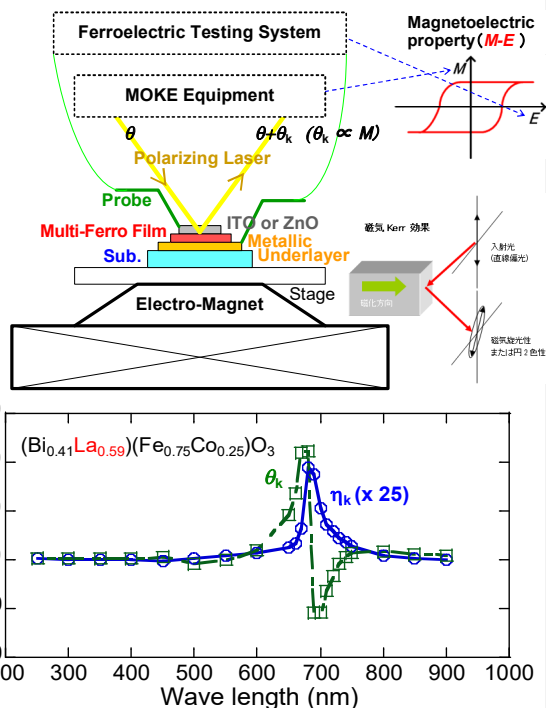 Ferroelectric Testing System
Magnetoelectric
property(M-E)
M
E
MOKE Equipment
θ
θ+θk (θk ∝ M)
Polarizing Laser
Probe
ITO or ZnO
Multi-Ferro Film
Metallic
Underlayer
Sub.
Stage
Electro-Magnet
磁気 Kerr 効果
入射光
(直線偏光)
磁化方向
磁気旋光性
または円2色性
(Bi0.41La0.59)(Fe0.75Co0.25)O3
θk
ηk (x 25)
00 300 400 500 600 700 800 900 1000
Wave length (nm)